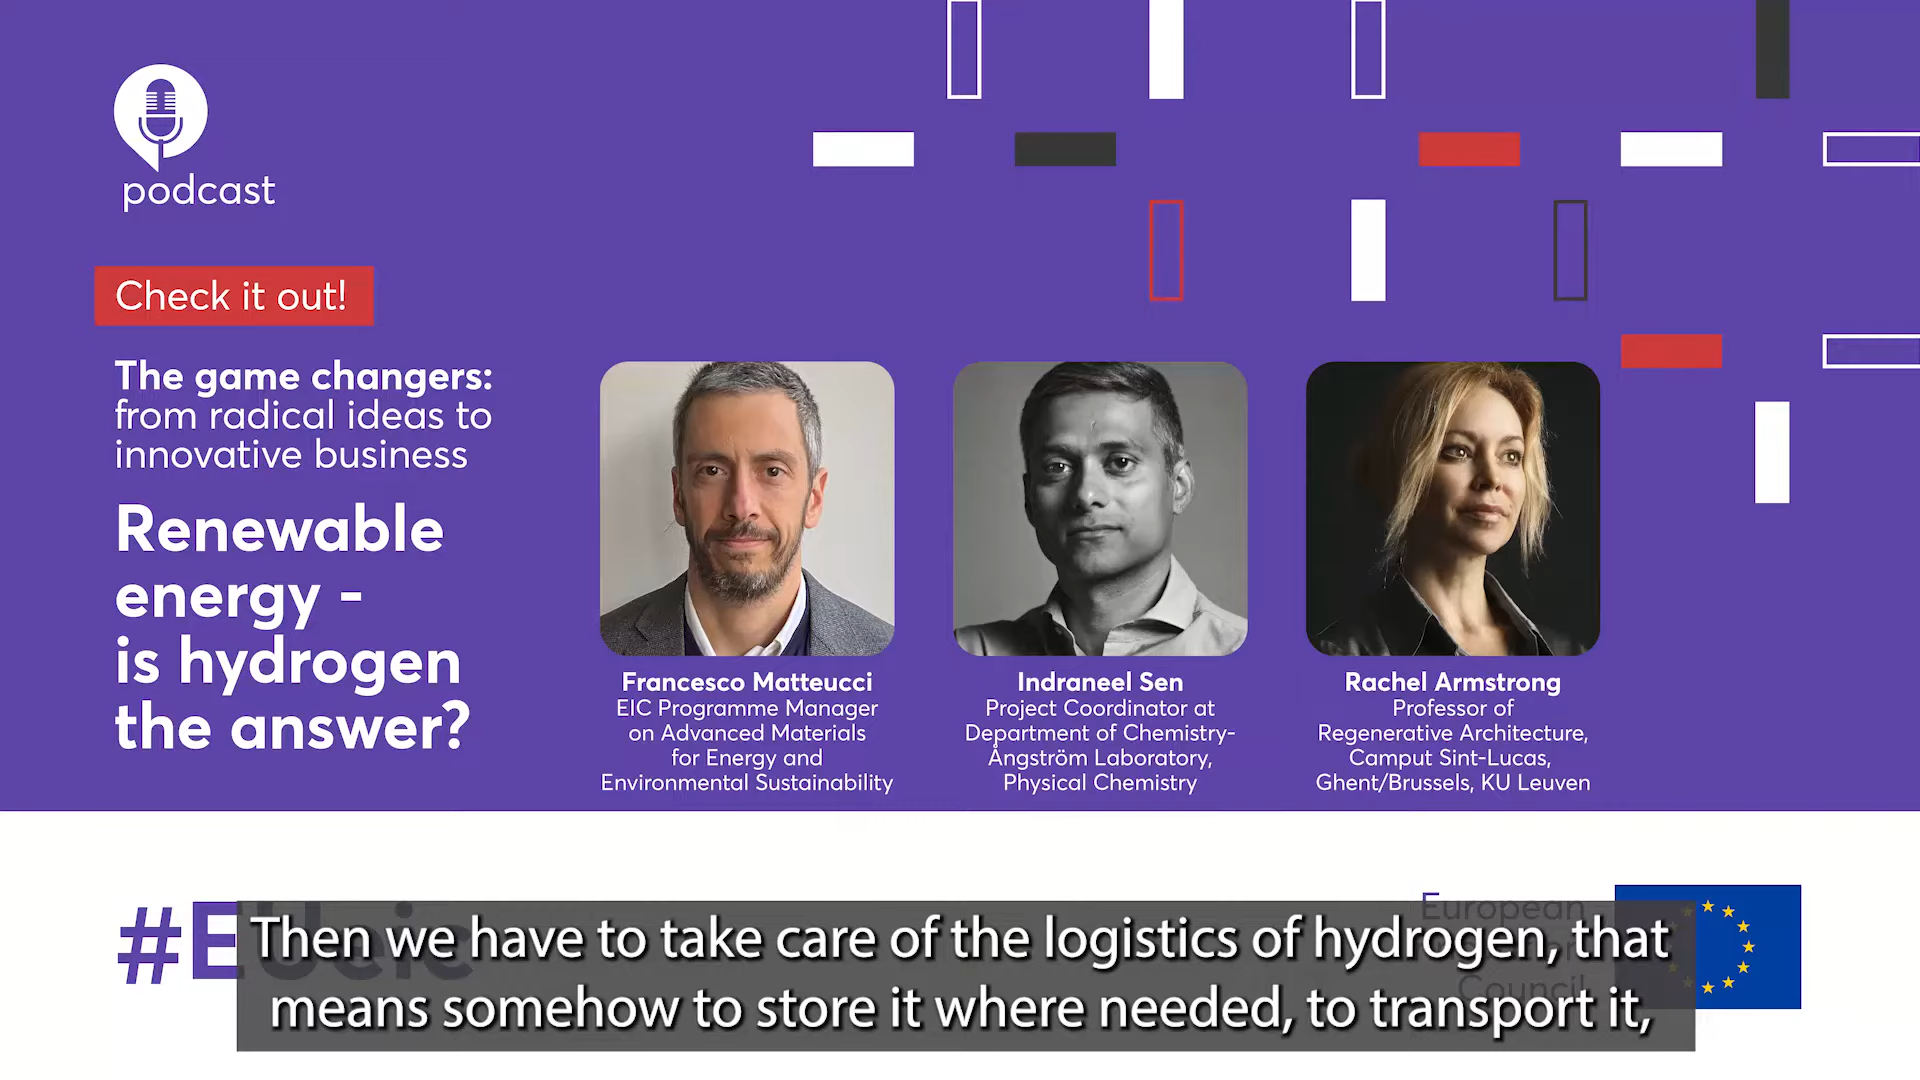 podcast
Check it out!
The game changers:
from radical ideas to
innovative business
Renewable
energy -
is hydrogen
the answer?
Francesco Matteucci
EIC Programme Manager
on Advanced Materials
for Energy and
Environmental Sustainability
Indraneel Sen
Project Coordinator at
Department of Chemistry-
Ångström Laboratory,
Physical Chemistry
Rachel Armstrong
Professor of
Regenerative Architecture,
Camput Sint-Lucas,
Ghent/Brussels, KU Leuven
#EUeic
European
Council
Then we have to take care of the logistics of hydrogen, that
means somehow to store it where needed, to transport it,